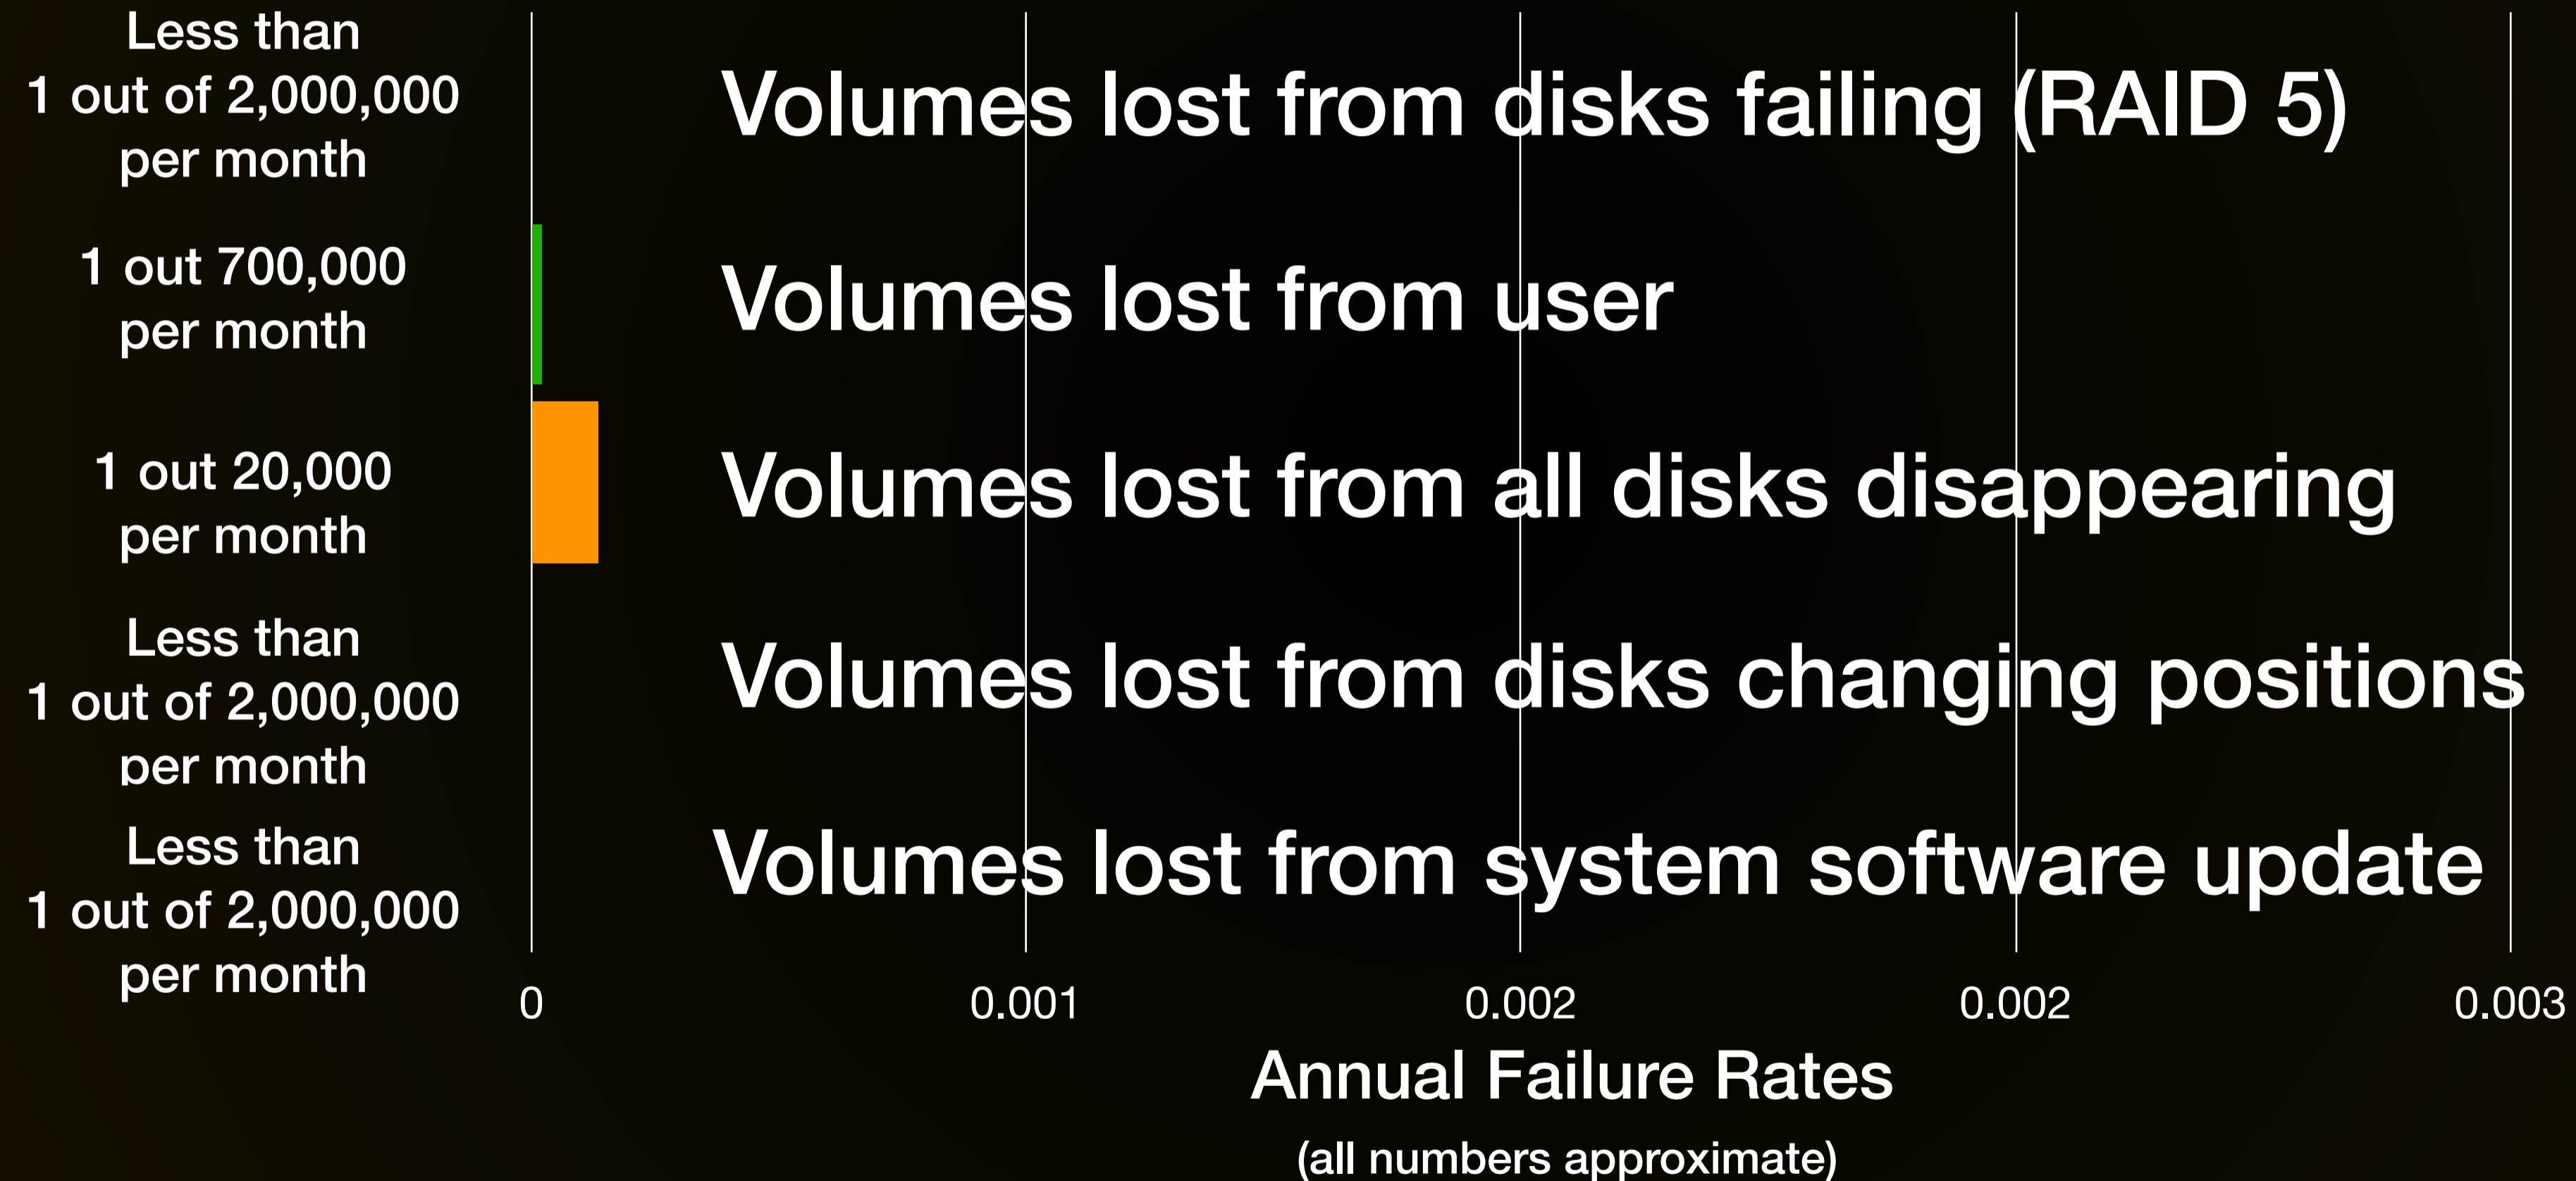 Less than
1 out of 2,000,000
per month
Volumes lost from disks failing (RAID 5)
1 out 700,000
per month
Volumes lost from user
1 out 20,000
per month
Volumes lost from all disks disappearing
Less than
1 out of 2,000,000
per month
Volumes lost from disks changing positions
Less than
1 out of 2,000,000
per month
Volumes lost from system software update
0 0.001 0.002 0.002 0.003
Annual Failure Rates
(all numbers approximate)